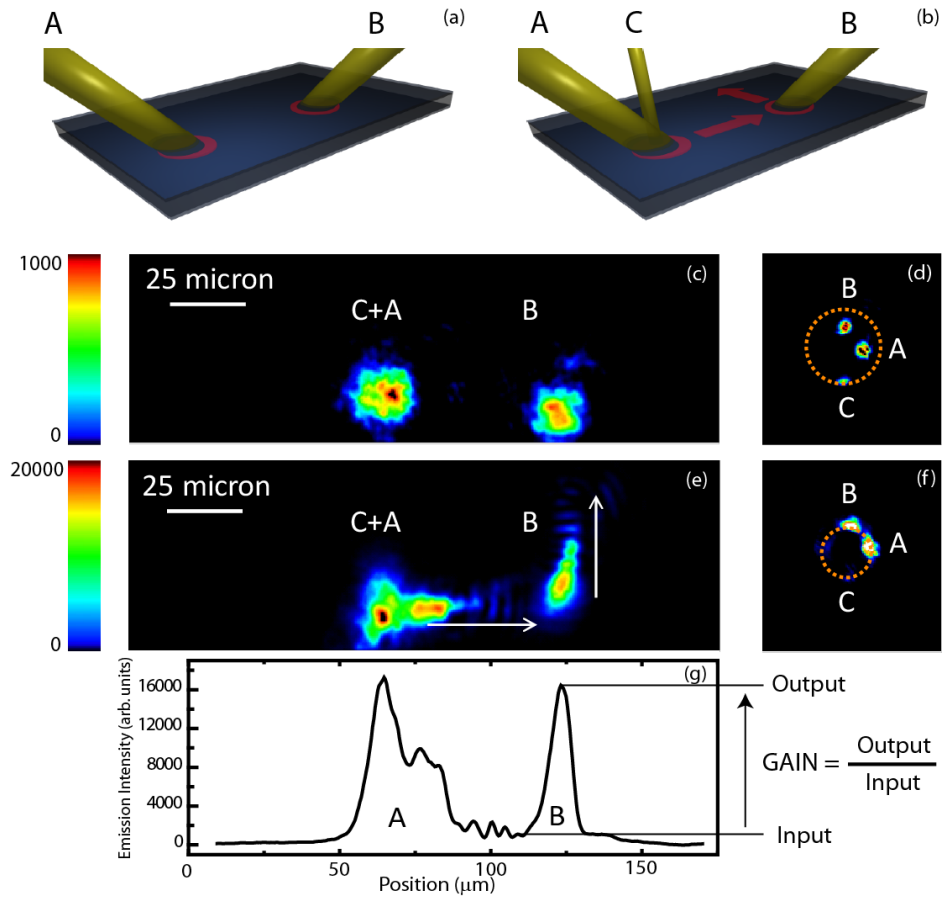 A B (a)
A C B (b)
1000
0
25 micron
C+A B (c)
B
A
C
(d)
20000
0
25 micron
C+A B (e)
B
A
C
(f)
Emission Intensity (arb. units)
16000
12000
8000
4000
0
A B (g)
0 50 100 150
Position (μm)
Output
GAIN = Output
Input
Input